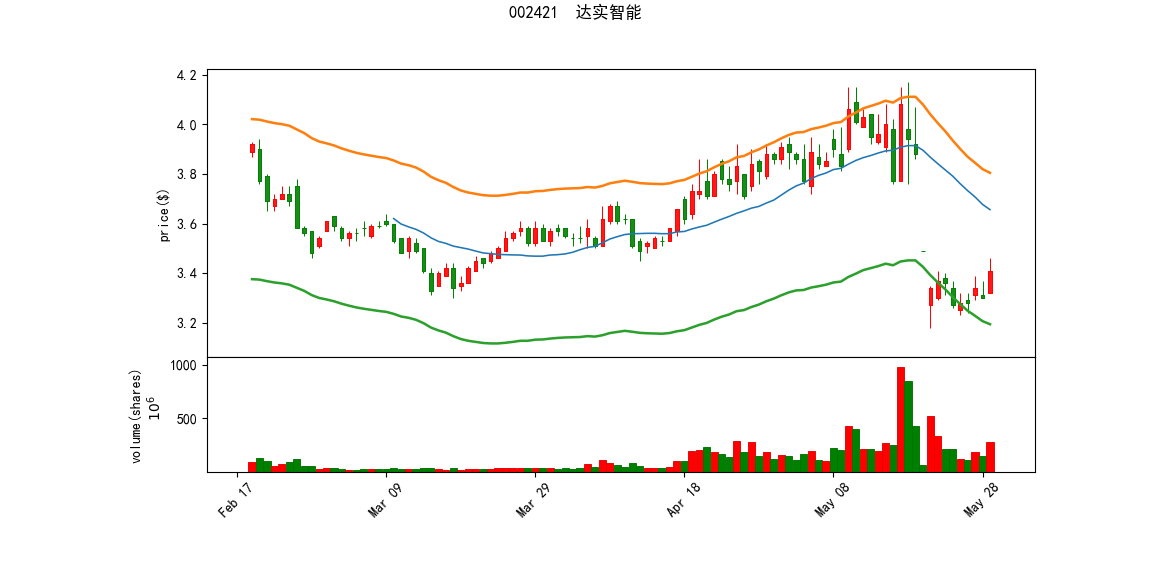 002421  达实智能
4.2
4.0
3.8
3.6
3.4
3.2
price($)
1000
500
volume(shares)
10^6
Feb 17
Mar 09
Mar 29
Apr 18
May 08
May 28